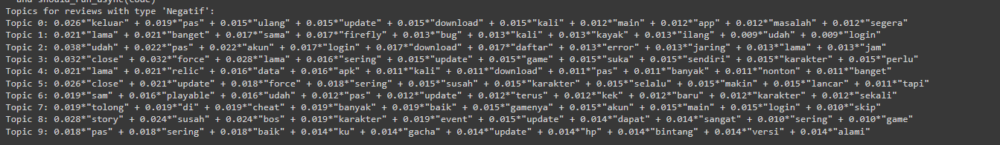 and should_run_async(code)
Topics for reviews with type 'Negatif':
Topic 0: 0.026*"keluar" + 0.019*"pas" + 0.015*"ulang" + 0.015*"update" + 0.015*"download" + 0.015*"kali" + 0.012*"main" + 0.012*"app" + 0.012*"masalah" + 0.012*"segera"
Topic 1: 0.021*"lama" + 0.021*"banget" + 0.017*"sama" + 0.017*"firefly" + 0.013*"bug" + 0.013*"kali" + 0.013*"kayak" + 0.013*"ilang" + 0.009*"udah" + 0.009*"login"
Topic 2: 0.038*"udah" + 0.022*"pas" + 0.022*"akun" + 0.017*"login" + 0.017*"download" + 0.017*"daftar" + 0.013*"error" + 0.013*"jaring" + 0.013*"lama" + 0.013*"jam"
Topic 3: 0.032*"close" + 0.032*"force" + 0.028*"lama" + 0.016*"sering" + 0.015*"update" + 0.015*"game" + 0.015*"suka" + 0.015*"sendiri" + 0.015*"karakter" + 0.015*"perlu"
Topic 4: 0.021*"lama" + 0.021*"relic" + 0.016*"data" + 0.016*"apk" + 0.011*"kali" + 0.011*"download" + 0.011*"pas" + 0.011*"banyak" + 0.011*"nonton" + 0.011*"banget"
Topic 5: 0.026*"close" + 0.021*"update" + 0.018*"force" + 0.018*"sering" + 0.015*"susah" + 0.015*"karakter" + 0.015*"selalu" + 0.015*"makin" + 0.015*"lancar" + 0.011*"tapi"
Topic 6: 0.019*"sam" + 0.016*"playable" + 0.016*"udah" + 0.012*"pas" + 0.012*"update" + 0.012*"terus" + 0.012*"kek" + 0.012*"baru" + 0.012*"karakter" + 0.012*"sekali"
Topic 7: 0.019*"tolong" + 0.019*"di" + 0.019*"cheat" + 0.019*"banyak" + 0.019*"baik" + 0.015*"gamenya" + 0.015*"akun" + 0.015*"main" + 0.015*"login" + 0.010*"skip"
Topic 8: 0.028*"story" + 0.024*"susah" + 0.024*"bos" + 0.019*"karakter" + 0.019*"event" + 0.015*"update" + 0.014*"dapat" + 0.014*"sangat" + 0.010*"sering" + 0.010*"game"
Topic 9: 0.018*"pas" + 0.018*"sering" + 0.018*"baik" + 0.014*"ku" + 0.014*"gacha" + 0.014*"update" + 0.014*"hp" + 0.014*"bintang" + 0.014*"versi" + 0.014*"alami"